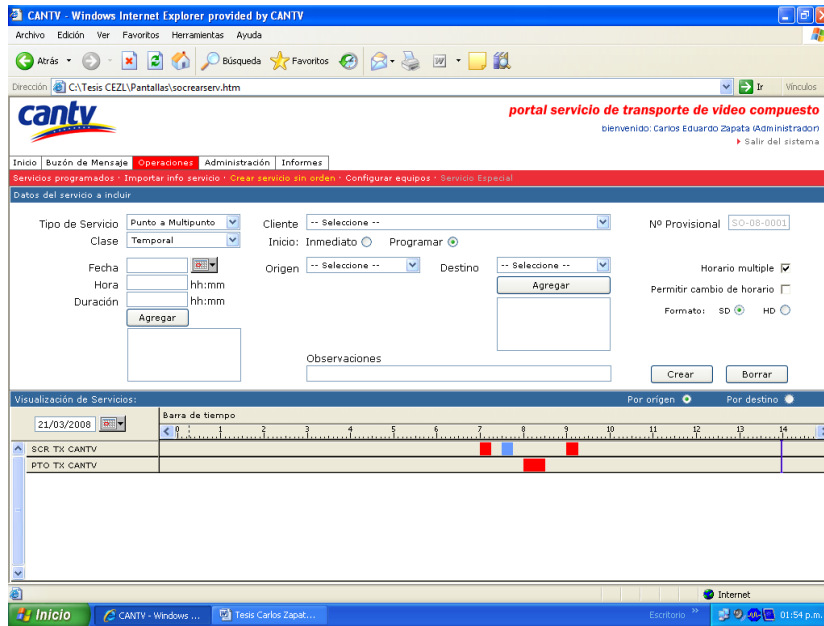 CANTV - Windows Internet Explorer provided by CANTV
Archivo Edición Ver Favoritos Herramientas Ayuda
Atrás Búsqueda Favoritos
Dirección C:\Tesis CEZL\Pantallas\socrearserv.htm Ir Vínculos
cantv
portal servicio de transporte de video compuesto
bienvenido: Carlos Eduardo Zapata (Administrador)
Salir del sistema
Inicio Buzón de Mensaje Operaciones Administración Informes
Servicios programados · Importar info servicio · Crear servicio sin orden · Configurar equipos · Servicio Especial
Datos del servicio a incluir
Tipo de Servicio Punto a Multipunto Cliente -- Seleccione -- Nº Provisional SO-08-0001
Clase Temporal Inicio: Inmediato Programar
Fecha Origen -- Seleccione -- Destino -- Seleccione -- Horario multiple
Hora hh:mm Agregar Permitir cambio de horario
Duración hh:mm Formato: SD HD
Agregar
Observaciones
Crear Borrar
Visualización de Servicios: Por orígen Por destino
21/03/2008 Barra de tiempo
0 1 2 3 4 5 6 7 8 9 10 11 12 13 14
SCR TX CANTV
PTO TX CANTV
Internet
Inicio CANTV - Windows ... Tesis Carlos Zapat... Escritorio » 01:54 p.m.